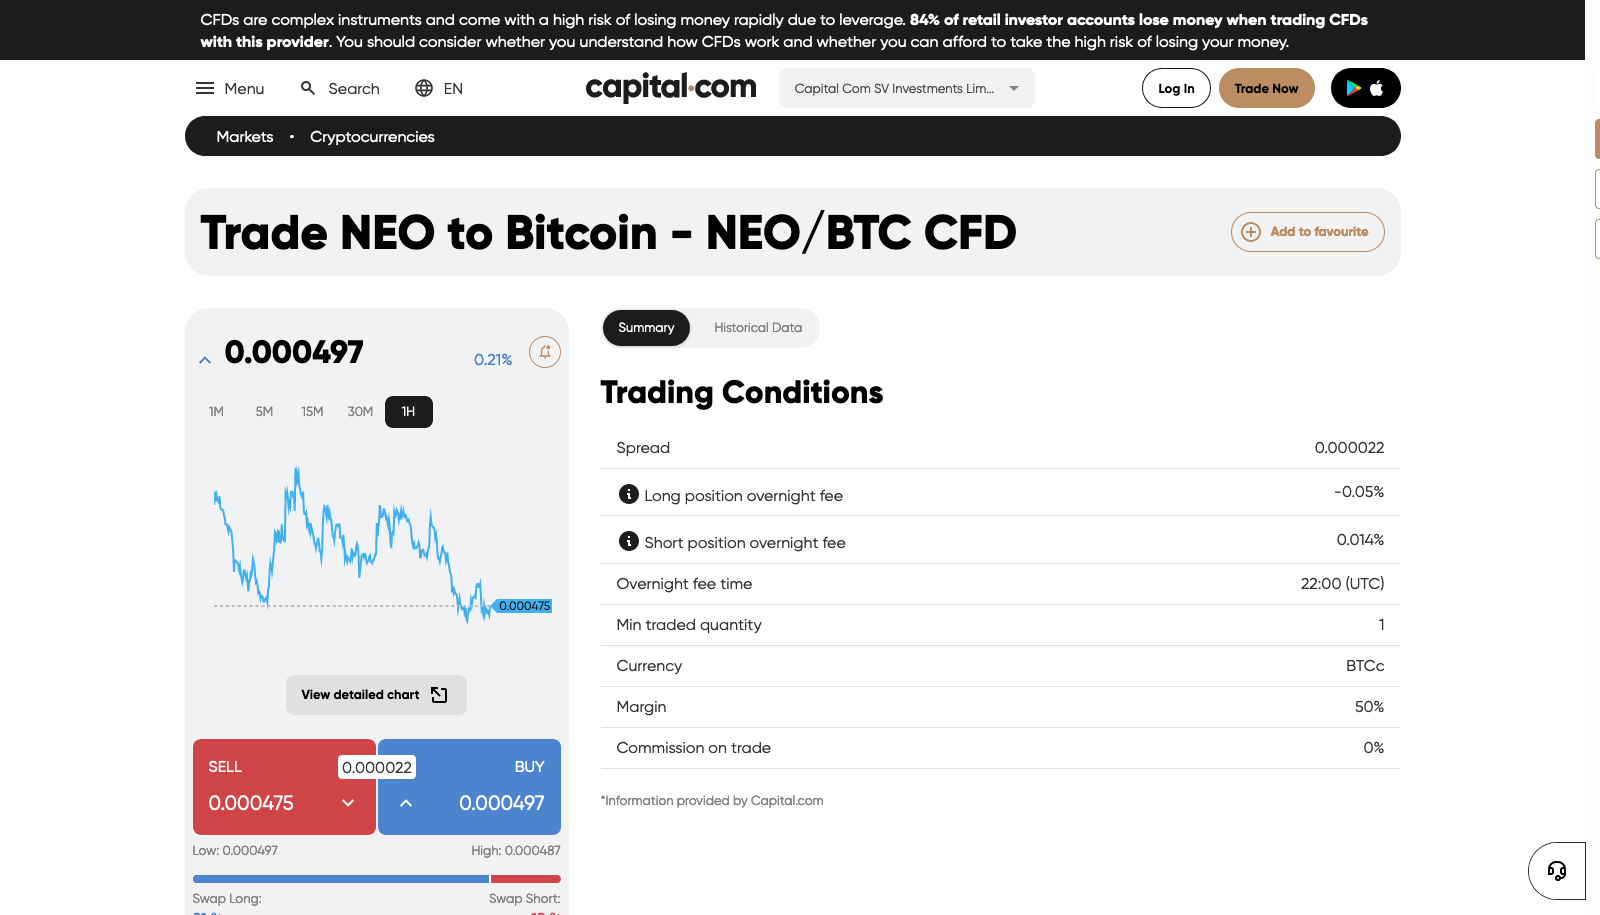 CFDs are complex instruments and come with a high risk of losing money rapidly due to leverage. 84% of retail investor accounts lose money when trading CFDs
with this provider. You should consider whether you understand how CFDs work and whether you can afford to take the high risk of losing your money.
Menu Search EN capital.com Capital Com SV Investments Lim... Log In Trade Now
Markets • Cryptocurrencies
Trade NEO to Bitcoin - NEO/BTC CFD Add to favourite
0.000497 0.21%
1M 5M 15M 30M 1H
0.000475
View detailed chart
SELL 0.000022 BUY
0.000475 0.000497
Low: 0.000497 High: 0.000487
Swap Long: Swap Short:
Summary Historical Data
Trading Conditions
Spread 0.000022
Long position overnight fee -0.05%
Short position overnight fee 0.014%
Overnight fee time 22:00 (UTC)
Min traded quantity 1
Currency BTCc
Margin 50%
Commission on trade 0%
*Information provided by Capital.com